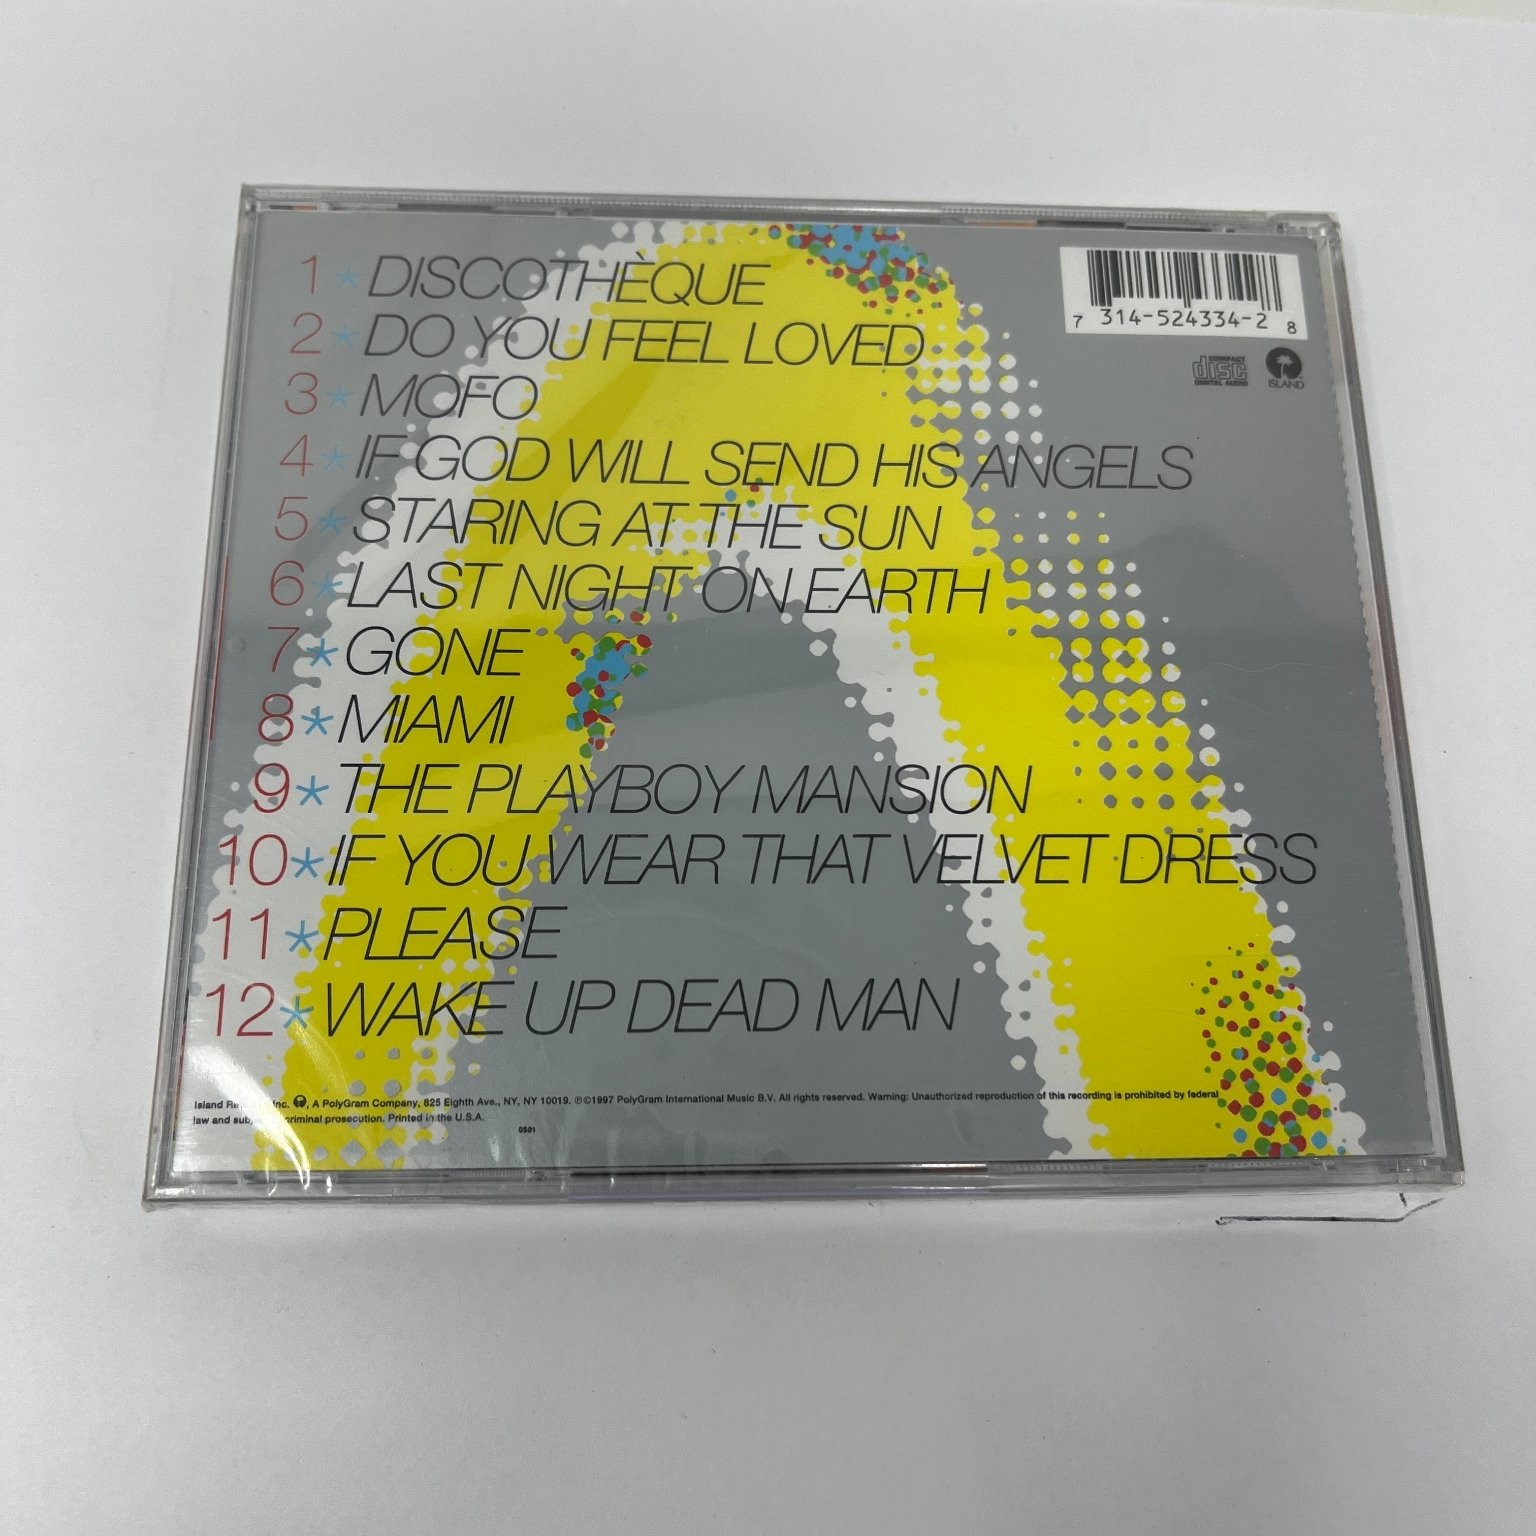 1 * DISCOTHÈQUE
2 * DO YOU FEEL LOVED
3 * MOFO
4 * IF GOD WILL SEND HIS ANGELS
5 * STARING AT THE SUN
6 * LAST NIGHT ON EARTH
7 * GONE
8 * MIAMI
9 * THE PLAYBOY MANSION
10 * IF YOU WEAR THAT VELVET DRESS
11 * PLEASE
12 * WAKE UP DEAD MAN
7 314-524334-2 8
COMPACT
disc
DIGITAL AUDIO
ISLAND
Island Inc. , A PolyGram Company, 825 Eighth Ave., NY, NY 10019. ℗©1997 PolyGram International Music B.V. All rights reserved. Warning: Unauthorized reproduction of this recording is prohibited by federal
law and criminal prosecution. Printed in the U.S.A.
0501